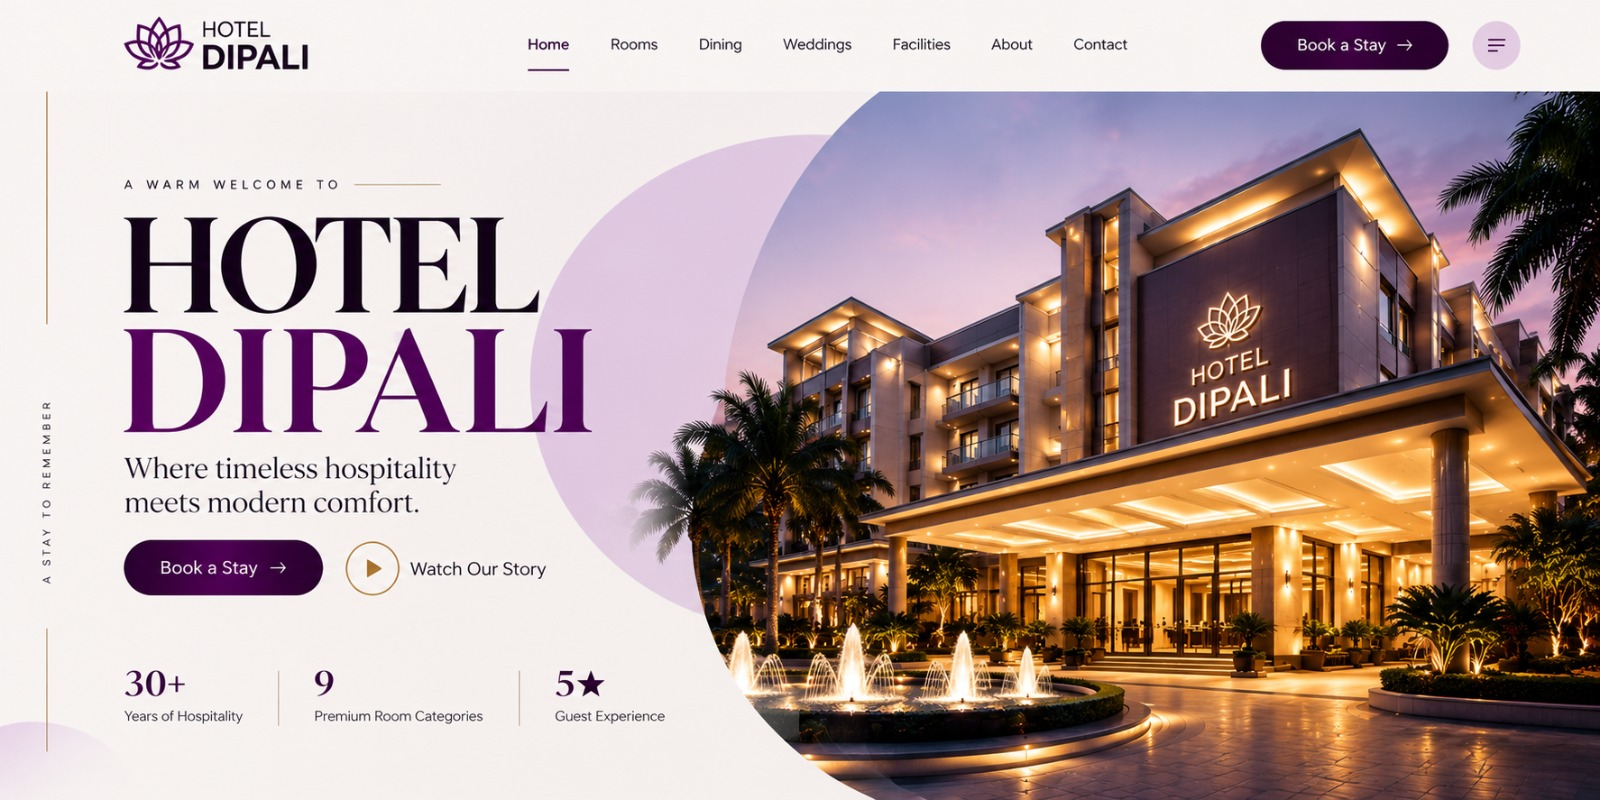 HOTEL
DIPALI
Home
Rooms
Dining
Weddings
Facilities
About
Contact
Book a Stay →
A WARM WELCOME TO
HOTEL
DIPALI
Where timeless hospitality
meets modern comfort.
Book a Stay →
Watch Our Story
30+
Years of Hospitality
9
Premium Room Categories
5★
Guest Experience
A STAY TO REMEMBER
HOTEL
DIPALI